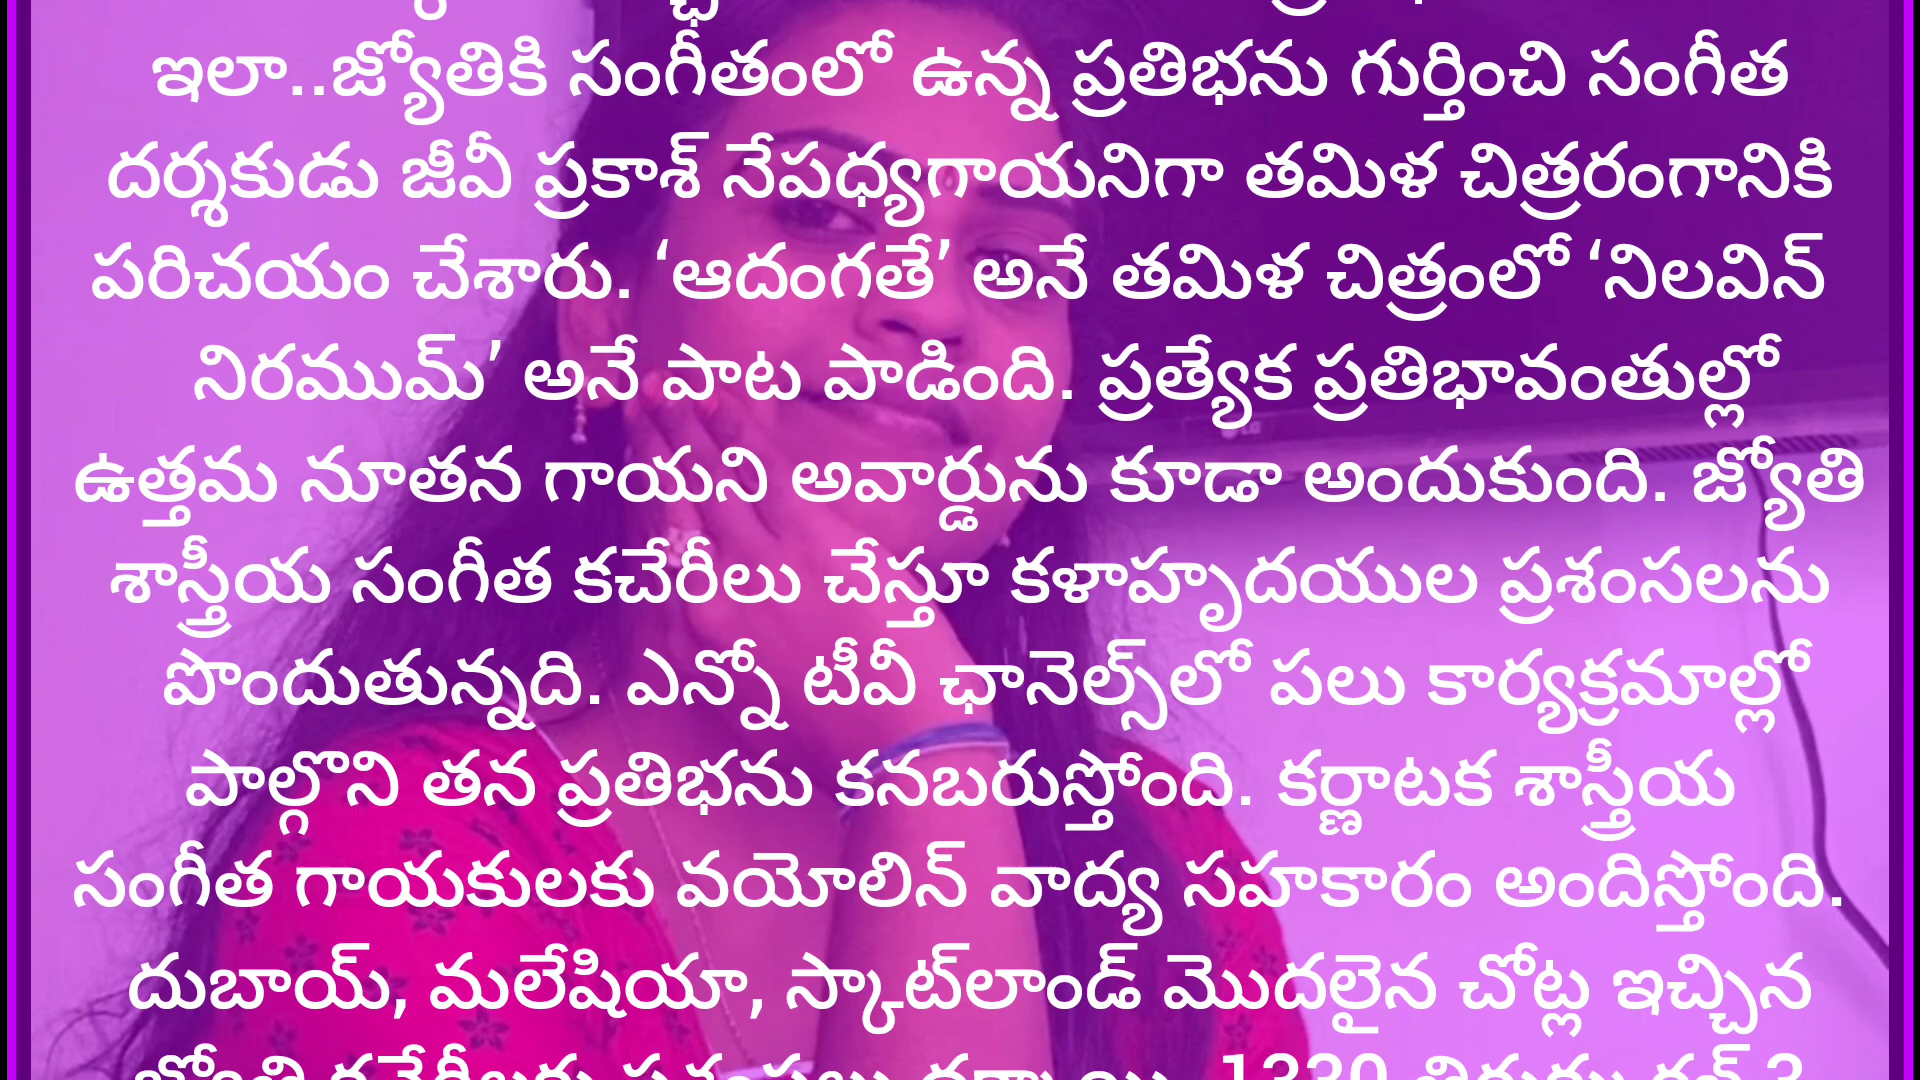 ఇలా..జ్యోతికి సంగీతంలో ఉన్న ప్రతిభను గుర్తించి సంగీత
దర్శకుడు జీవీ ప్రకాశ్ నేపధ్యగాయనిగా తమిళ చిత్రరంగానికి
పరిచయం చేశారు. ‘ఆదంగతే’ అనే తమిళ చిత్రంలో ‘నిలవిన్
నిరముమ్’ అనే పాట పాడింది. ప్రత్యేక ప్రతిభావంతుల్లో
ఉత్తమ నూతన గాయని అవార్డును కూడా అందుకుంది. జ్యోతి
శాస్త్రీయ సంగీత కచేరీలు చేస్తూ కళాహృదయుల ప్రశంసలను
పొందుతున్నది. ఎన్నో టీవీ ఛానెల్స్‌లో పలు కార్యక్రమాల్లో
పాల్గొని తన ప్రతిభను కనబరుస్తోంది. కర్ణాటక శాస్త్రీయ
సంగీత గాయకులకు వయోలిన్ వాద్య సహకారం అందిస్తోంది.
దుబాయ్, మలేషియా, స్కాట్‌లాండ్ మొదలైన చోట్ల ఇచ్చిన